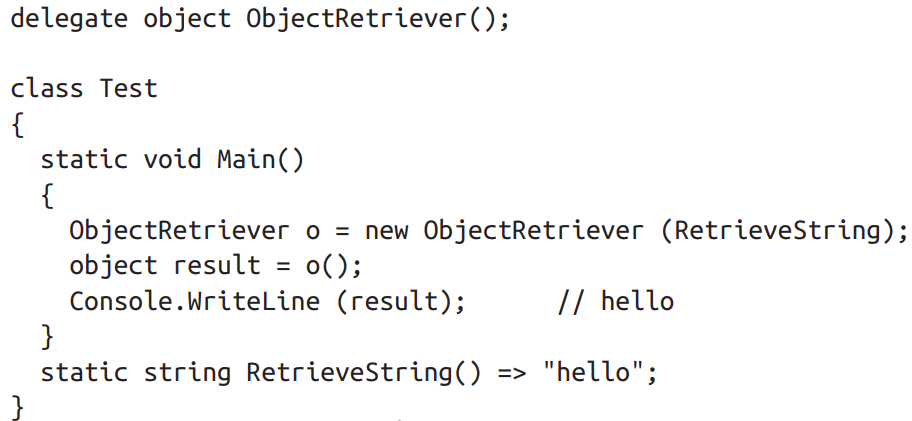 delegate object ObjectRetriever();
class Test
{
  static void Main()
  {
    ObjectRetriever o = new ObjectRetriever (RetrieveString);
    object result = o();
    Console.WriteLine (result);      // hello
  }
  static string RetrieveString() => "hello";
}